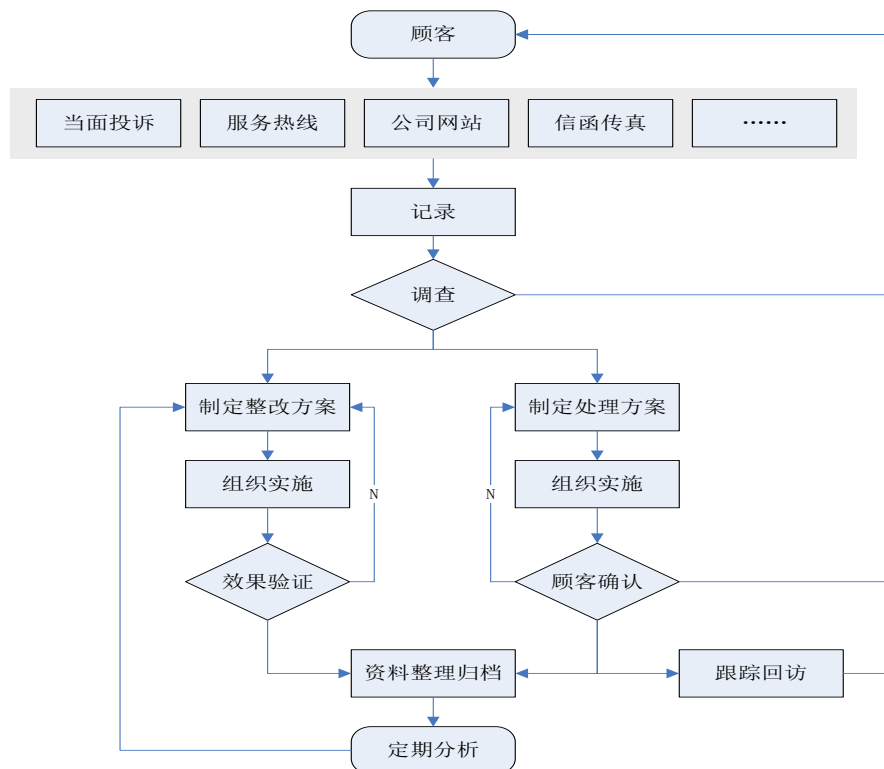 顾客
当面投诉
服务热线
公司网站
信函传真
……
记录
调查
制定整改方案
制定处理方案
组织实施
组织实施
N
N
效果验证
顾客确认
资料整理归档
跟踪回访
定期分析